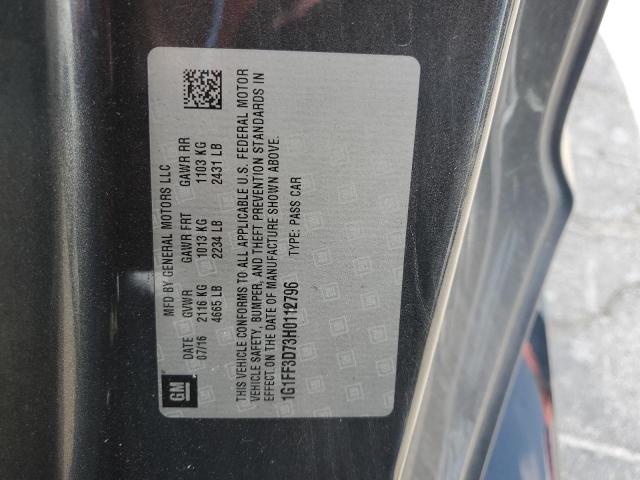 GM
MFD BY GENERAL MOTORS LLC
DATE GVWR GAWR FRT GAWR RR
07/16 2116 KG 1013 KG 1103 KG
4665 LB 2234 LB 2431 LB
THIS VEHICLE CONFORMS TO ALL APPLICABLE U.S. FEDERAL MOTOR
VEHICLE SAFETY, BUMPER, AND THEFT PREVENTION STANDARDS IN
EFFECT ON THE DATE OF MANUFACTURE SHOWN ABOVE.
1G1FF3D73H0112796 TYPE: PASS CAR